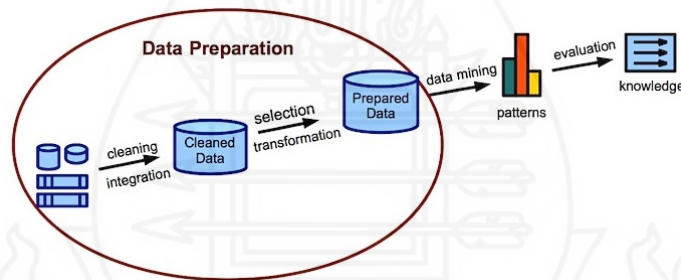 Data Preparation
cleaning
integration
Cleaned
Data
selection
transformation
Prepared
Data
data mining
patterns
evaluation
knowledge